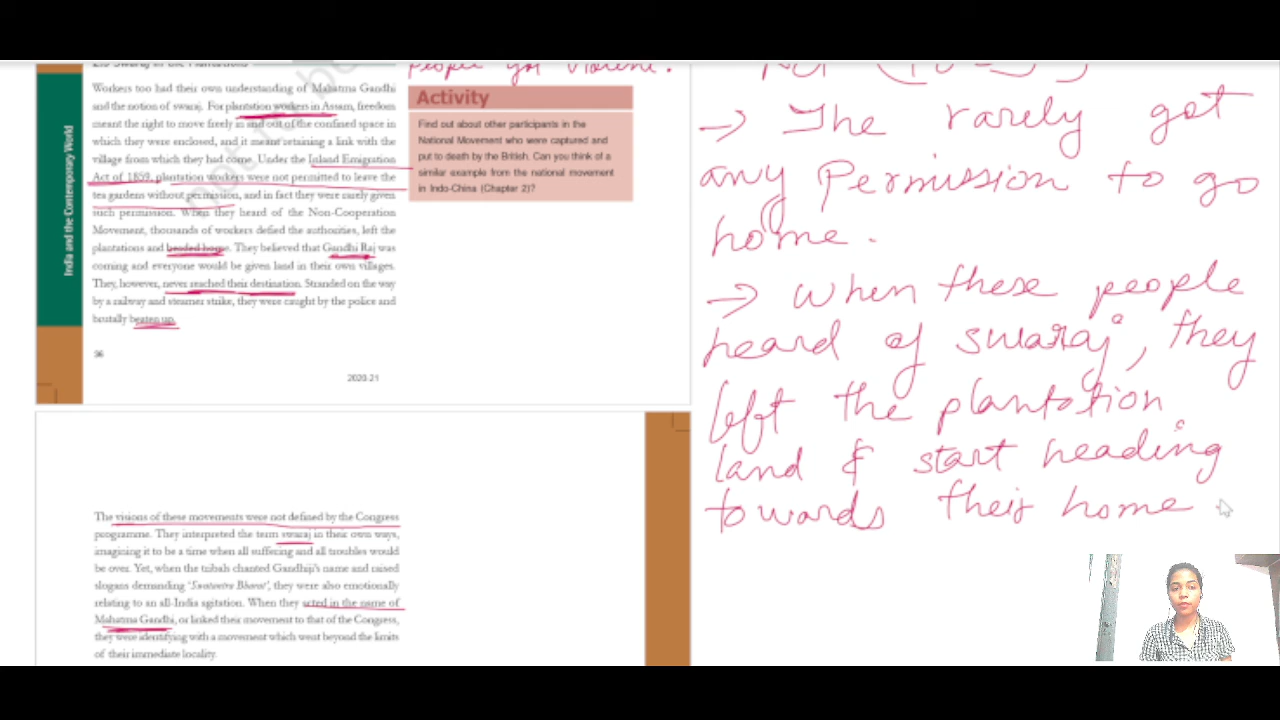 2.3 Swaraj in the Plantations
Workers too had their own understanding of Mahatma Gandhi
and the notion of swaraj. For plantation workers in Assam, freedom
meant the right to move freely in and out of the confined space in
which they were enclosed, and it meant retaining a link with the
village from which they had come. Under the Inland Emigration
Act of 1859, plantation workers were not permitted to leave the
tea gardens without permission, and in fact they were rarely given
such permission. When they heard of the Non-Cooperation
Movement, thousands of workers defied the authorities, left the
plantations and headed home. They believed that Gandhi Raj was
coming and everyone would be given land in their own villages.
They, however, never reached their destination. Stranded on the way
by a railway and steamer strike, they were caught by the police and
brutally beaten up.
36
2020-21
India and the Contemporary World
people got violent.
Activity
Find out about other participants in the
National Movement who were captured and
put to death by the British. Can you think of a
similar example from the national movement
in Indo-China (Chapter 2)?
The visions of these movements were not defined by the Congress
programme. They interpreted the term swaraj in their own ways,
imagining it to be a time when all suffering and all troubles would
be over. Yet, when the tribals chanted Gandhiji's name and raised
slogans demanding 'Swatantra Bharat', they were also emotionally
relating to an all-India agitation. When they acted in the name of
Mahatma Gandhi, or linked their movement to that of the Congress,
they were identifying with a movement which went beyond the limits
of their immediate locality.
→ The rarely got
any Permission to go
home.
→ When these people
heard of swaraj, they
left the plantation
land & start heading
towards their home